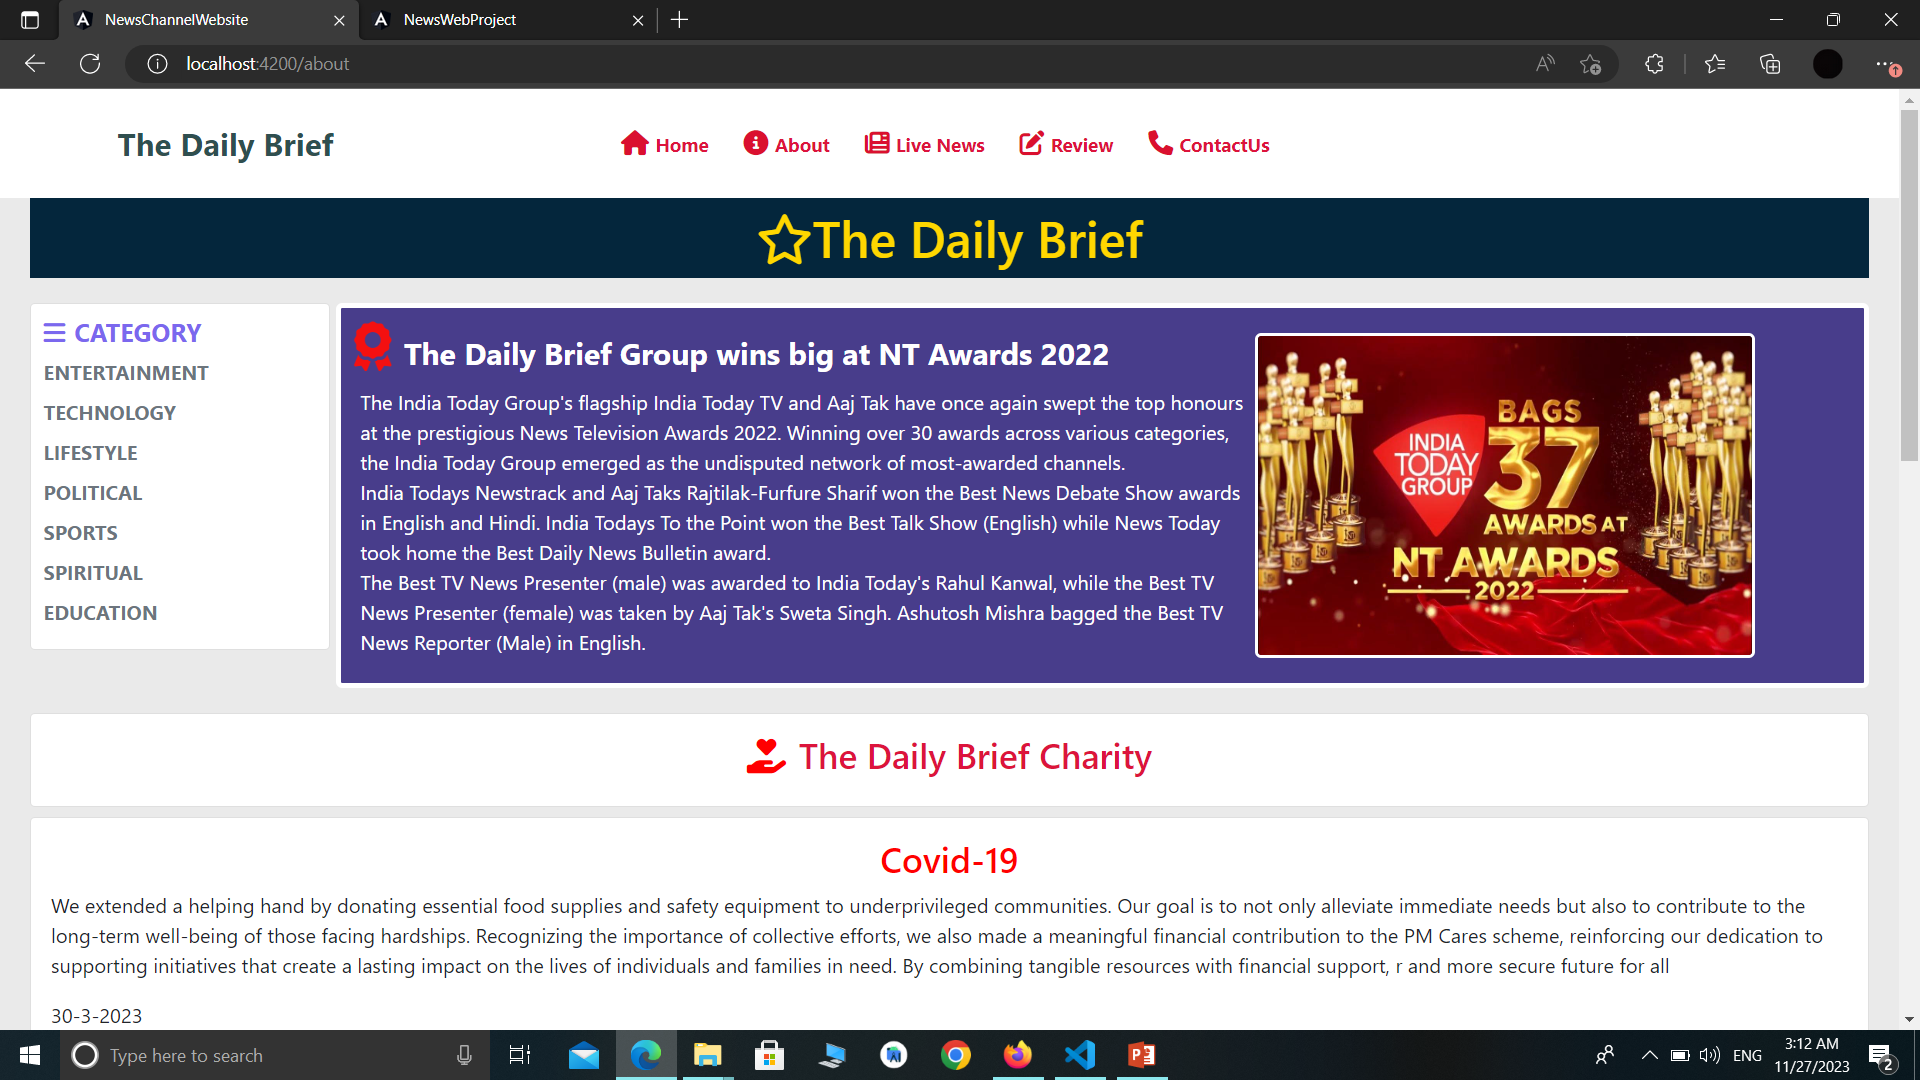 NewsChannelWebsite
NewsWebProject
localhost:4200/about
The Daily Brief
Home
About
Live News
Review
ContactUs
The Daily Brief
CATEGORY
ENTERTAINMENT
TECHNOLOGY
LIFESTYLE
POLITICAL
SPORTS
SPIRITUAL
EDUCATION
The Daily Brief Group wins big at NT Awards 2022
The India Today Group's flagship India Today TV and Aaj Tak have once again swept the top honours
at the prestigious News Television Awards 2022. Winning over 30 awards across various categories,
the India Today Group emerged as the undisputed network of most-awarded channels.
India Todays Newstrack and Aaj Taks Rajtilak-Furfure Sharif won the Best News Debate Show awards
in English and Hindi. India Todays To the Point won the Best Talk Show (English) while News Today
took home the Best Daily News Bulletin award.
The Best TV News Presenter (male) was awarded to India Today's Rahul Kanwal, while the Best TV
News Presenter (female) was taken by Aaj Tak's Sweta Singh. Ashutosh Mishra bagged the Best TV
News Reporter (Male) in English.
INDIA
TODAY
GROUP
BAGS
37
AWARDS AT
NT AWARDS
2022
The Daily Brief Charity
Covid-19
We extended a helping hand by donating essential food supplies and safety equipment to underprivileged communities. Our goal is to not only alleviate immediate needs but also to contribute to the
long-term well-being of those facing hardships. Recognizing the importance of collective efforts, we also made a meaningful financial contribution to the PM Cares scheme, reinforcing our dedication to
supporting initiatives that create a lasting impact on the lives of individuals and families in need. By combining tangible resources with financial support, r and more secure future for all
30-3-2023
Type here to search
ENG
3:12 AM
11/27/2023
2